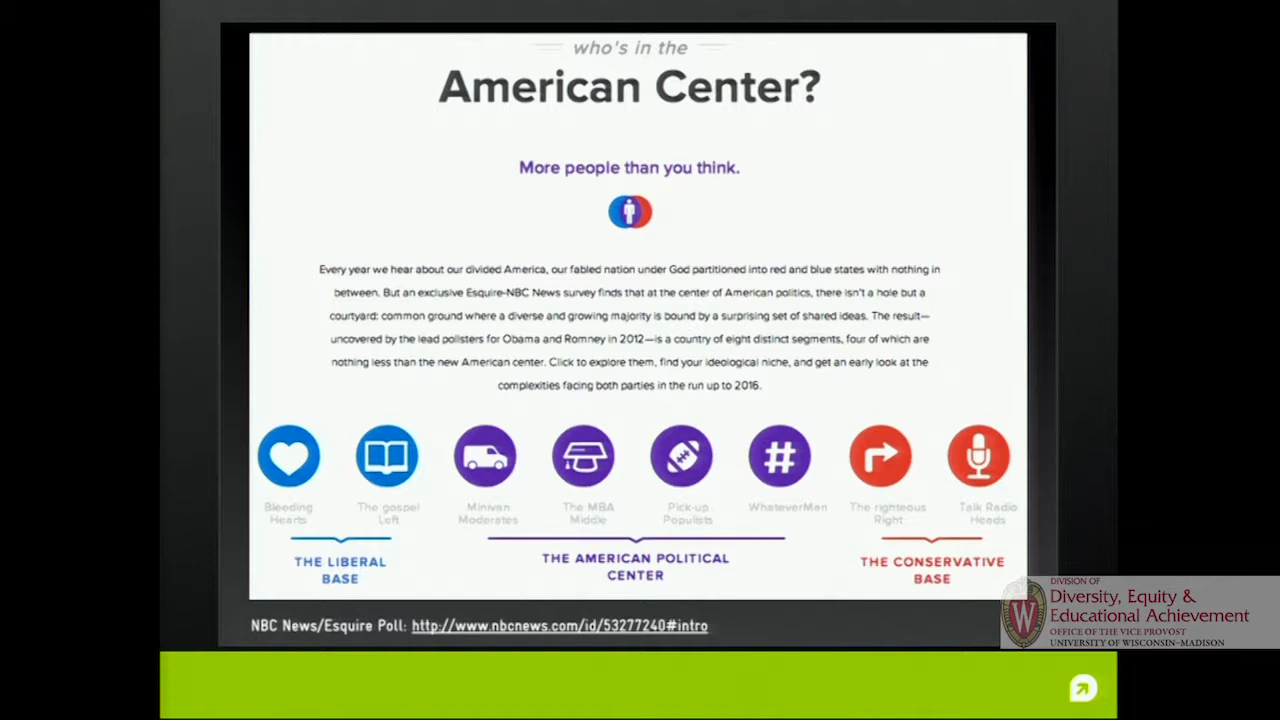 who's in the
American Center?
More people than you think.
Every year we hear about our divided America, our fabled nation under God partitioned into red and blue states with nothing in
between. But an exclusive Esquire-NBC News survey finds that at the center of American politics, there isn't a hole but a
courtyard: common ground where a diverse and growing majority is bound by a surprising set of shared ideas. The result—
uncovered by the lead pollsters for Obama and Romney in 2012—is a country of eight distinct segments, four of which are
nothing less than the new American center. Click to explore them, find your ideological niche, and get an early look at the
complexities facing both parties in the run up to 2016.
#
Bleeding
Hearts
The gospel
Left
Minivan
Moderates
The MBA
Middle
Pick-up
Populists
WhateverMan
The righteous
Right
Talk Radio
Heads
THE LIBERAL
BASE
THE AMERICAN POLITICAL
CENTER
THE CONSERVATIVE
BASE
NBC News/Esquire Poll: http://www.nbcnews.com/id/53277240#intro
W
DIVISION OF
Diversity, Equity &
Educational Achievement
OFFICE OF THE VICE PROVOST
UNIVERSITY OF WISCONSIN–MADISON